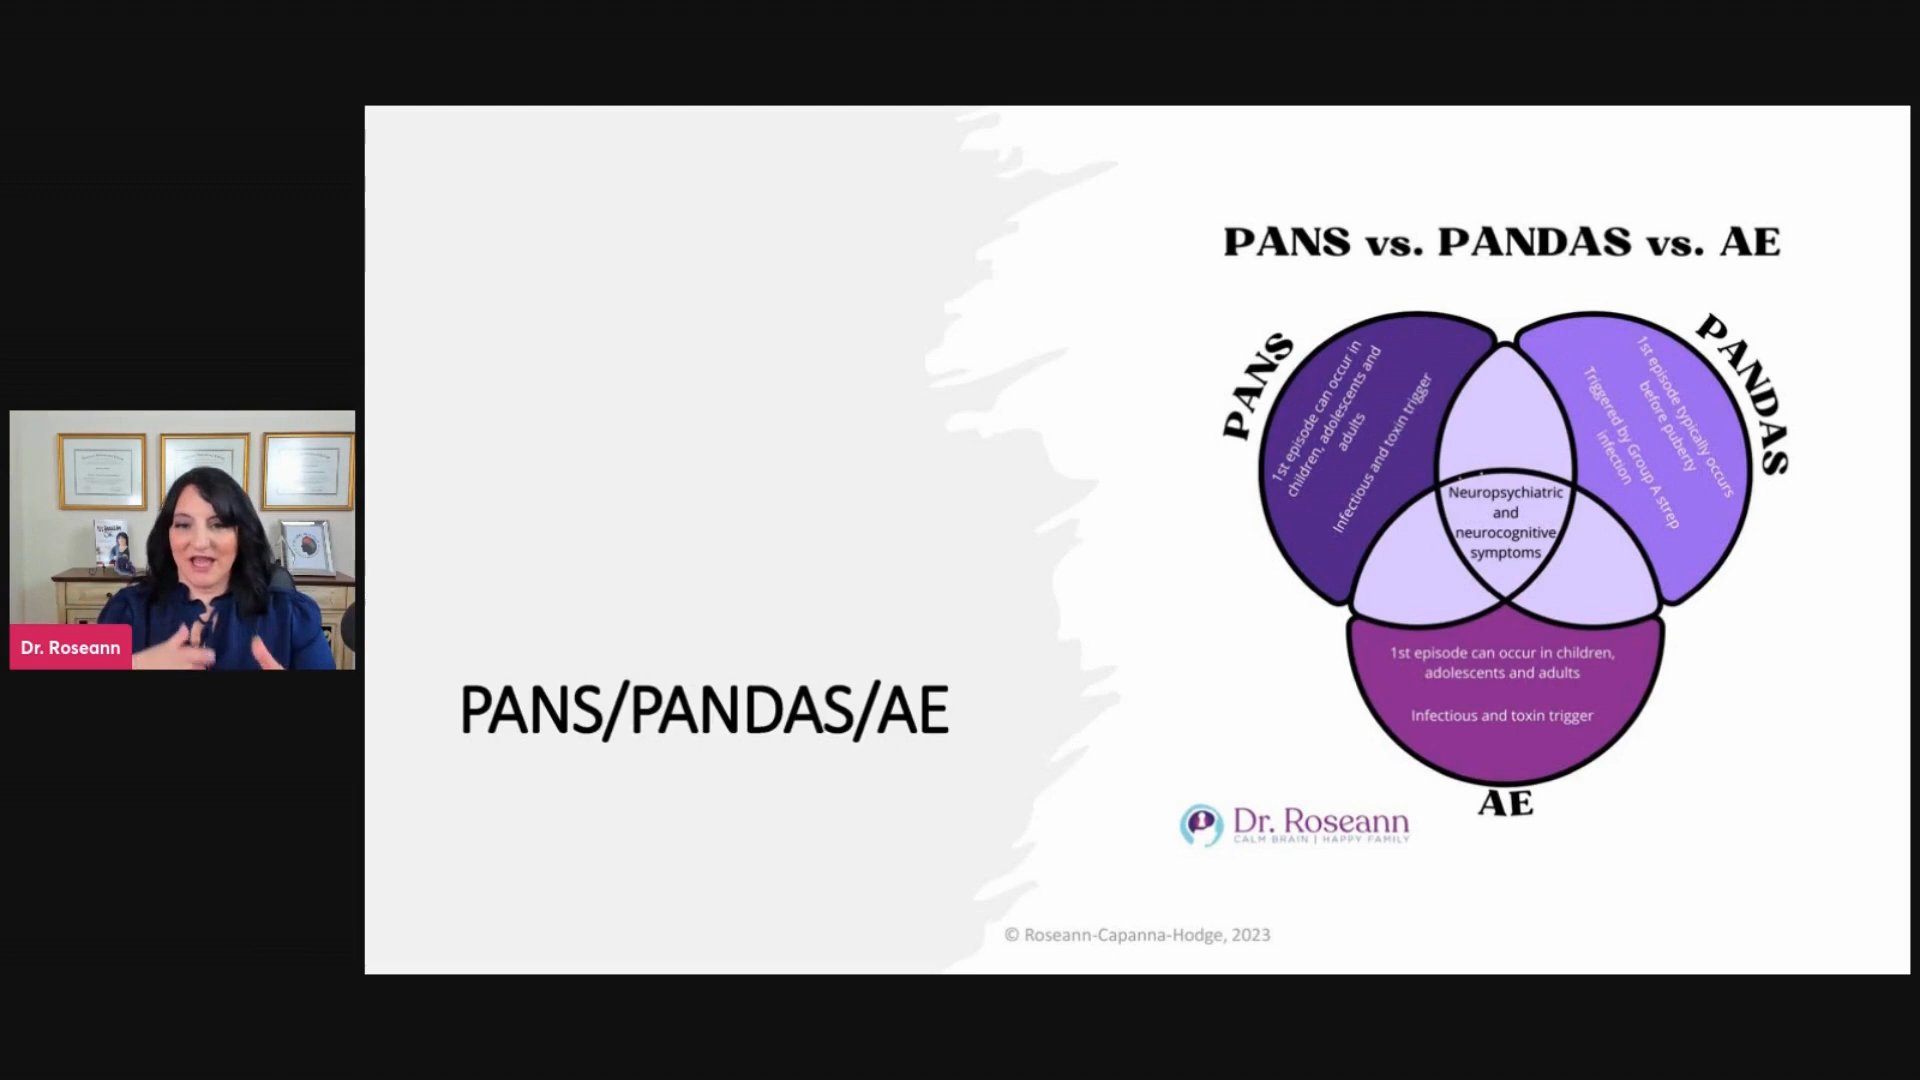 Dr. Roseann
PANS/PANDAS/AE
PANS vs. PANDAS vs. AE
PANS
1st episode can occur in
children, adolescents and
adults
Infectious and toxin trigger
PANDAS
1st episode typically occurs
before puberty
Triggered by Group A strep
infection
Neuropsychiatric
and
neurocognitive
symptoms
1st episode can occur in children,
adolescents and adults
Infectious and toxin trigger
AE
Dr. Roseann
CALM BRAIN | HAPPY FAMILY
© Roseann-Capanna-Hodge, 2023